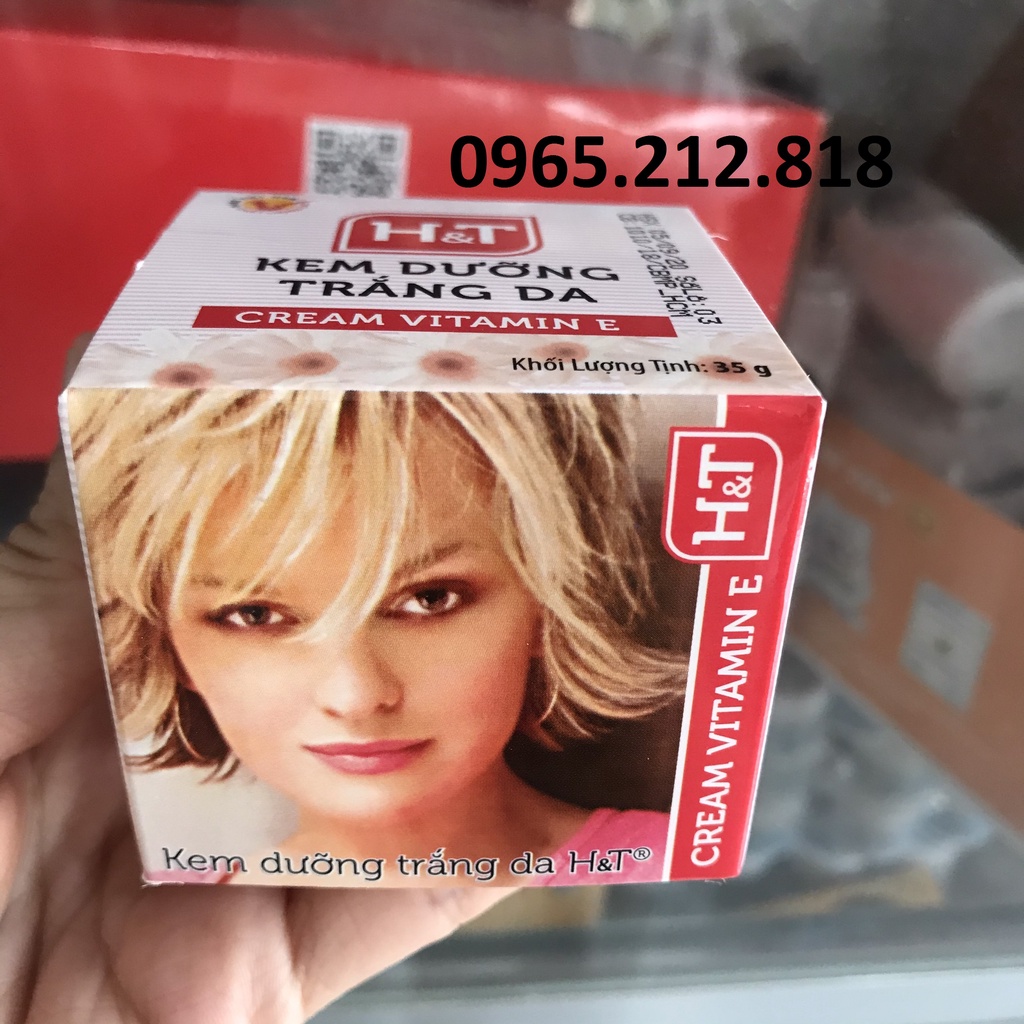 0965.212.818
H&T
KEM DƯỠNG
TRẮNG DA
CREAM VITAMIN E
Khối Lượng Tịnh: 35 g
H&T
CREAM VITAMIN E
Kem dưỡng trắng da H&T®